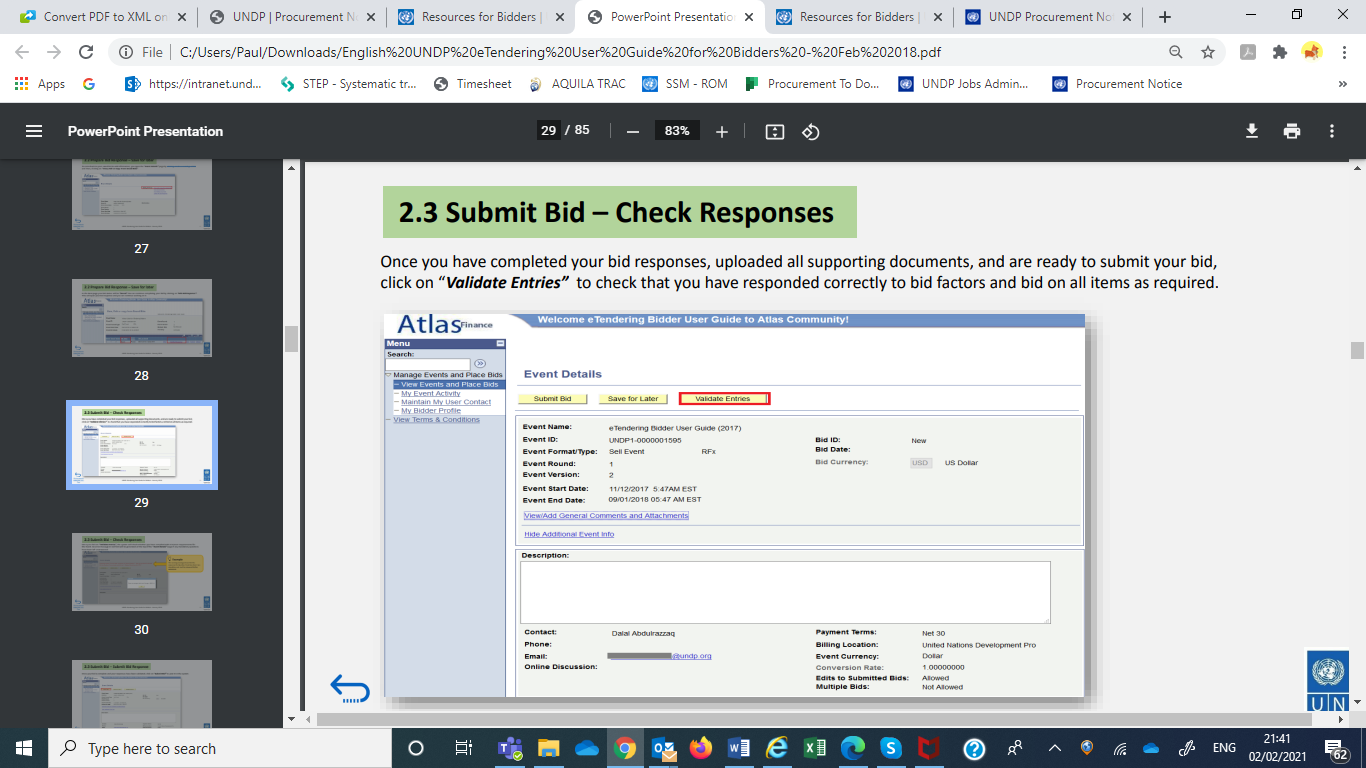 Convert PDF to XML on
UNDP | Procurement N
Resources for Bidders |
PowerPoint Presentatio
Resources for Bidders |
UNDP Procurement No
File | C:/Users/Paul/Downloads/English%20UNDP%20eTendering%20User%20Guide%20for%20Bidders%20-%20Feb%202018.pdf
Apps
https://intranet.und...
STEP - Systematic tr...
Timesheet
AQUILA TRAC
SSM - ROM
Procurement To Do...
UNDP Jobs Admin...
Procurement Notice
PowerPoint Presentation
29 / 85
83%
27
28
29
30
2.3 Submit Bid – Check Responses
Once you have completed your bid responses, uploaded all supporting documents, and are ready to submit your bid,
click on “Validate Entries” to check that you have responded correctly to bid factors and bid on all items as required.
Atlas Finance
Welcome eTendering Bidder User Guide to Atlas Community!
Menu
Search:
Manage Events and Place Bids
View Events and Place Bids
My Event Activity
Maintain My User Contact
My Bidder Profile
View Terms & Conditions
Event Details
Submit Bid
Save for Later
Validate Entries
Event Name: eTendering Bidder User Guide (2017)
Event ID: UNDP1-0000001595
Bid ID: New
Bid Date:
Event Format/Type: Sell Event RFx
Bid Currency: USD US Dollar
Event Round: 1
Event Version: 2
Event Start Date: 11/12/2017 5:47AM EST
Event End Date: 09/01/2018 05:47 AM EST
View/Add General Comments and Attachments
Hide Additional Event Info
Description:
Contact: Dalal Abdulrazzaq
Payment Terms: Net 30
Phone:
Billing Location: United Nations Development Pro
Email: @undp.org
Event Currency: Dollar
Online Discussion:
Conversion Rate: 1.00000000
Edits to Submitted Bids: Allowed
Multiple Bids: Not Allowed
U N
Type here to search
ENG
21:41
02/02/2021
62